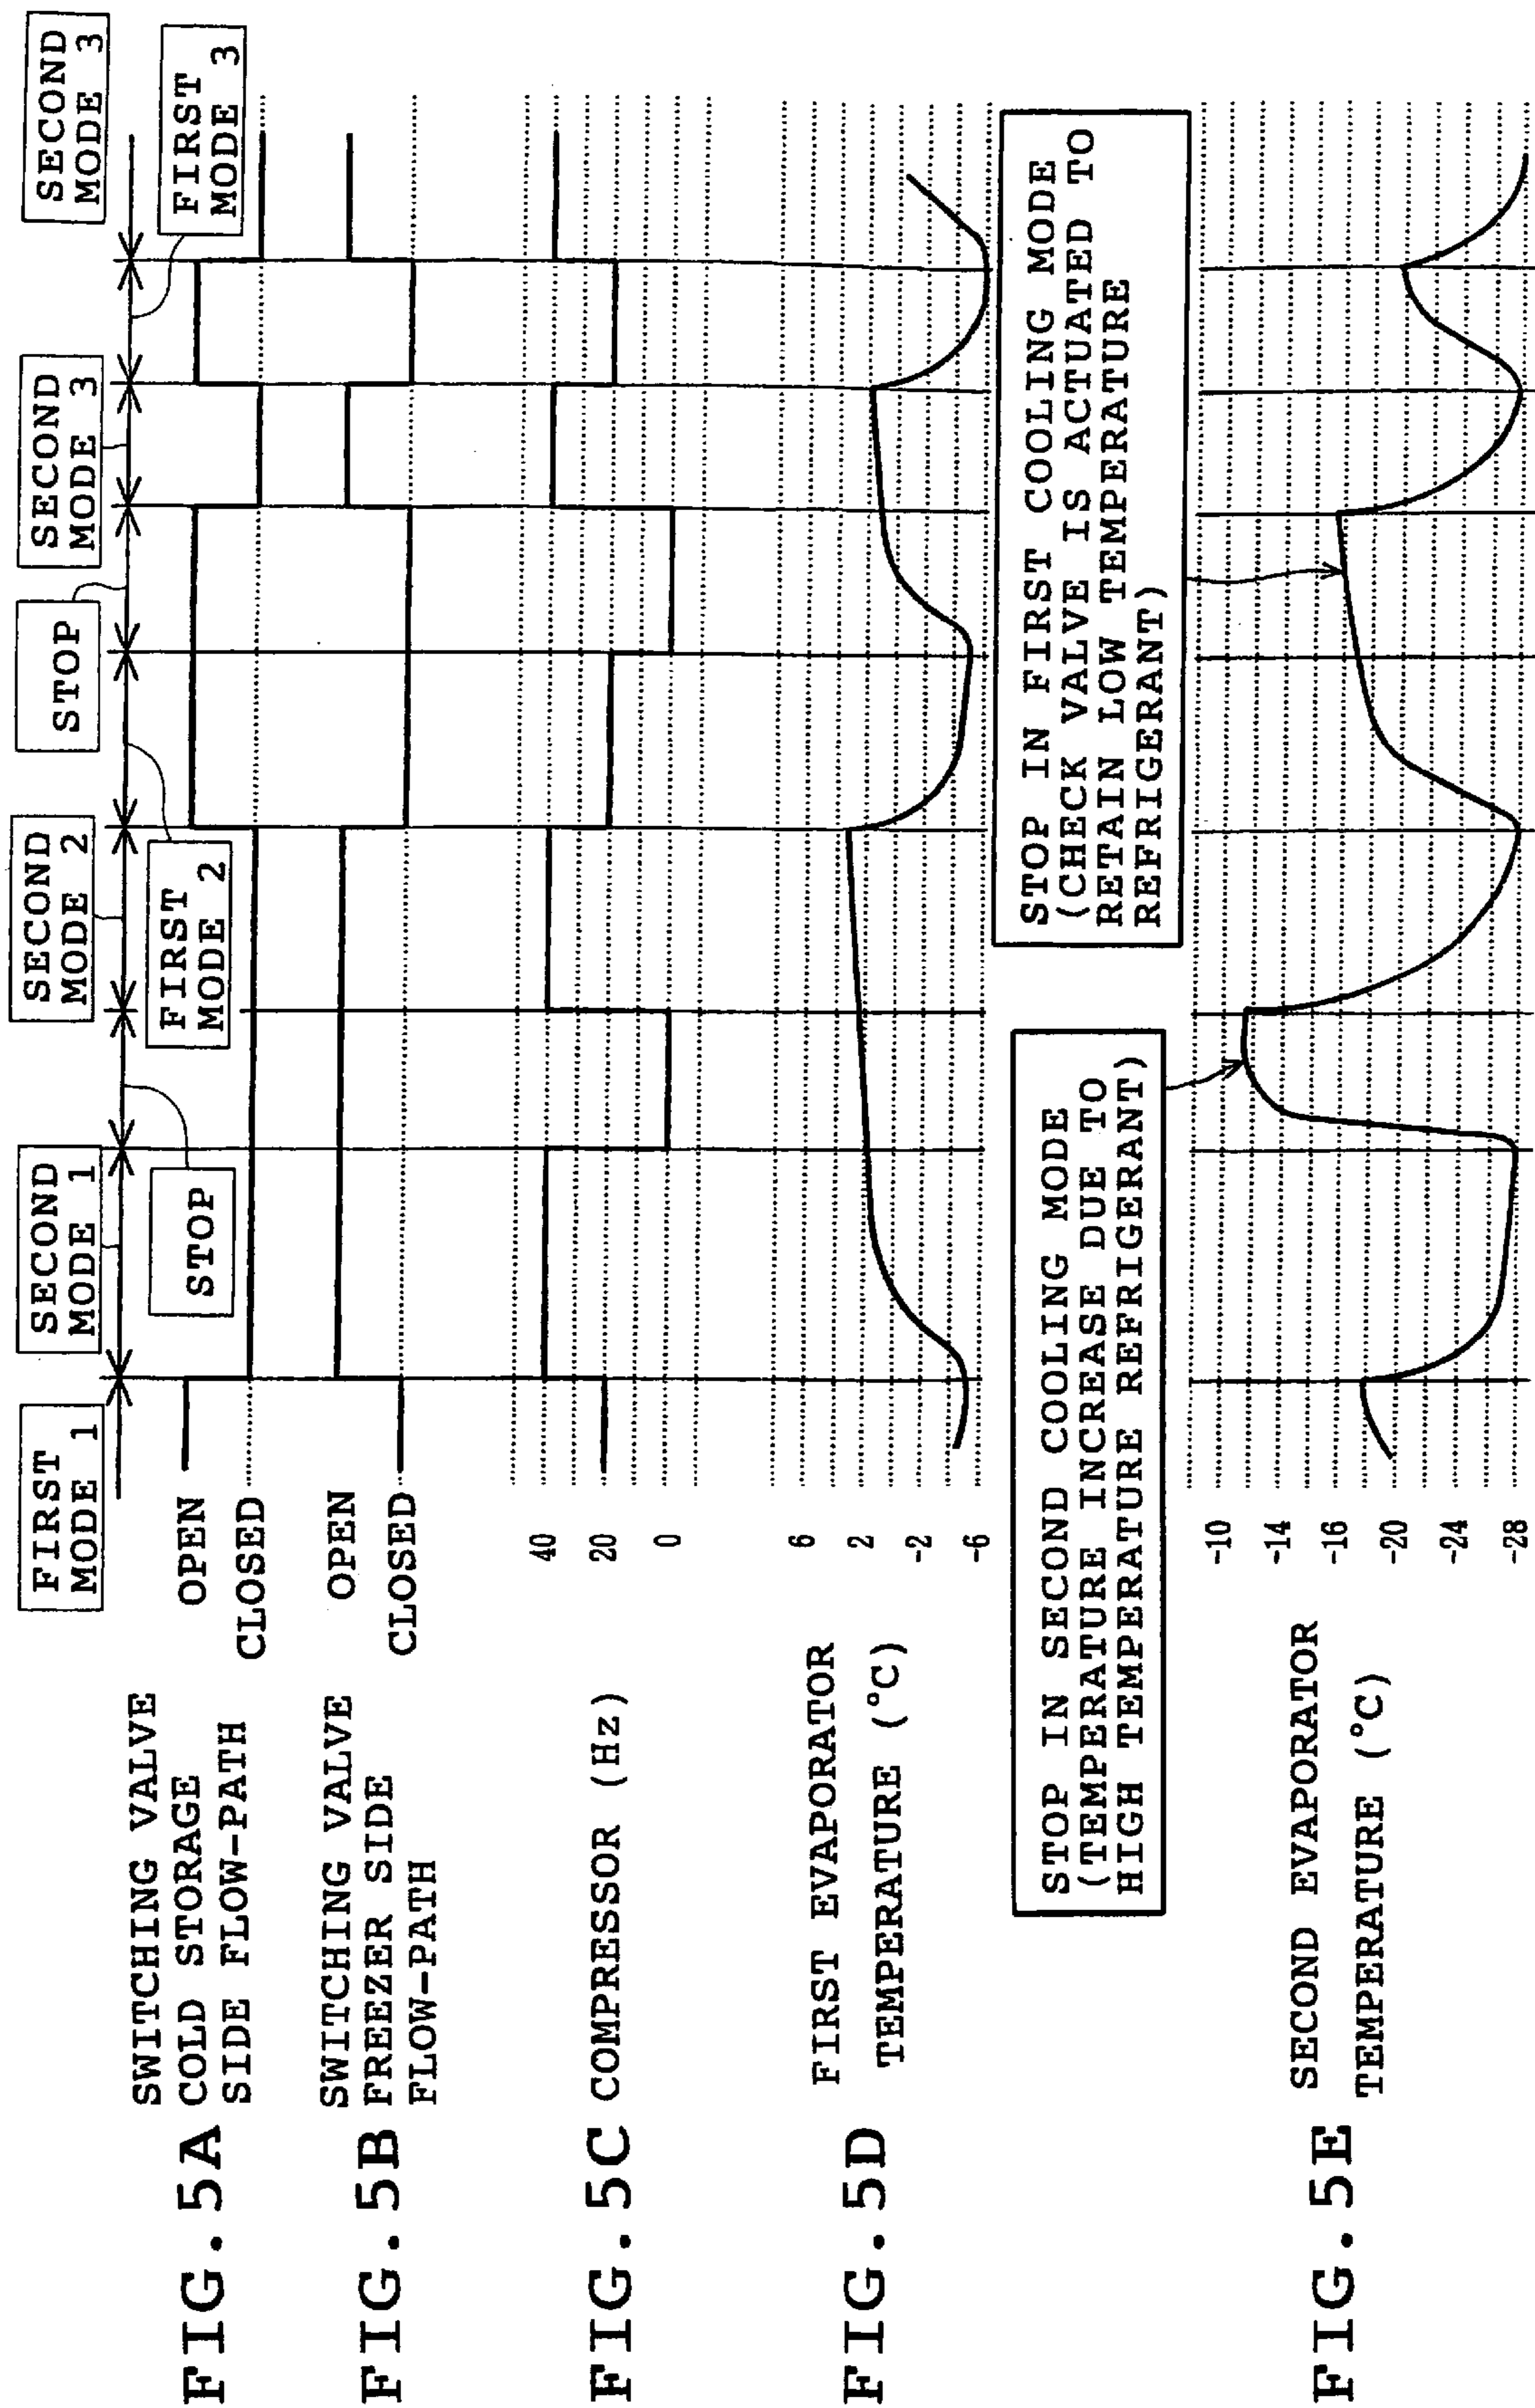 FIRST
MODE 1
SECOND
MODE 1
STOP
SECOND
MODE 2
FIRST
MODE 2
STOP
SECOND
MODE 3
FIRST
MODE 3
SECOND
MODE 3
FIG.5A
SWITCHING VALVE
COLD STORAGE
SIDE FLOW-PATH
OPEN
CLOSED
FIG.5B
SWITCHING VALVE
FREEZER SIDE
FLOW-PATH
OPEN
CLOSED
FIG.5C
COMPRESSOR (Hz)
40
20
0
FIG.5D
FIRST EVAPORATOR
TEMPERATURE (°C)
6
2
-2
-6
STOP IN SECOND COOLING MODE
(TEMPERATURE INCREASE DUE TO
HIGH TEMPERATURE REFRIGERANT)
STOP IN FIRST COOLING MODE
(CHECK VALVE IS ACTUATED TO
RETAIN LOW TEMPERATURE
REFRIGERANT)
FIG.5E
SECOND EVAPORATOR
TEMPERATURE (°C)
-10
-14
-16
-20
-24
-28